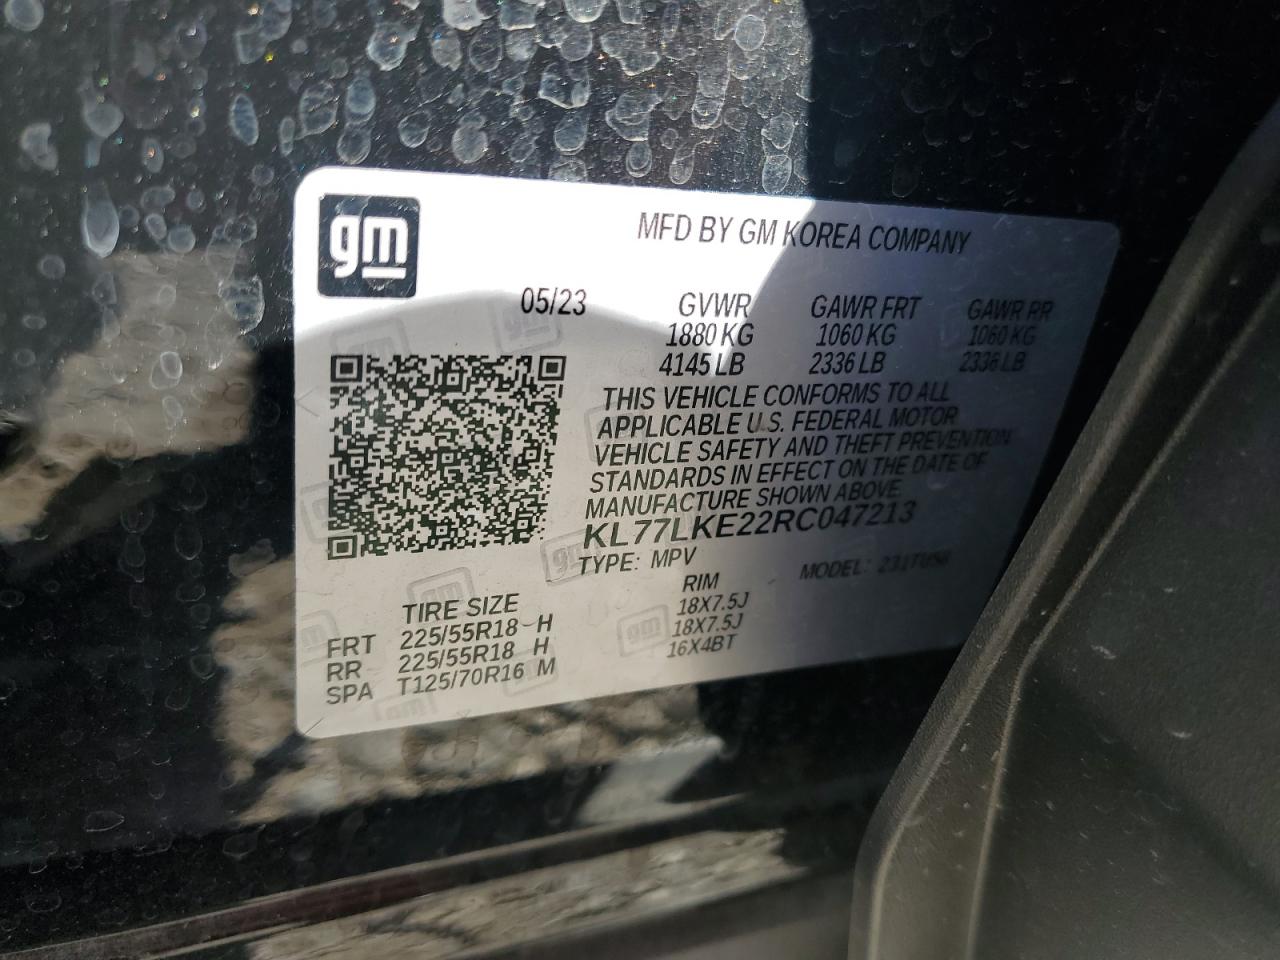 gm
MFD BY GM KOREA COMPANY
05/23 GVWR GAWR FRT GAWR RR
1880 KG 1060 KG 1060 KG
4145 LB 2336 LB 2336 LB
THIS VEHICLE CONFORMS TO ALL
APPLICABLE U.S. FEDERAL MOTOR
VEHICLE SAFETY AND THEFT PREVENTION
STANDARDS IN EFFECT ON THE DATE OF
MANUFACTURE SHOWN ABOVE.
KL77LKE22RC047213
TYPE: MPV MODEL:
TIRE SIZE RIM
FRT 225/55R18 H 18X7.5J
RR 225/55R18 H 18X7.5J
SPA T125/70R16 M 16X4BT